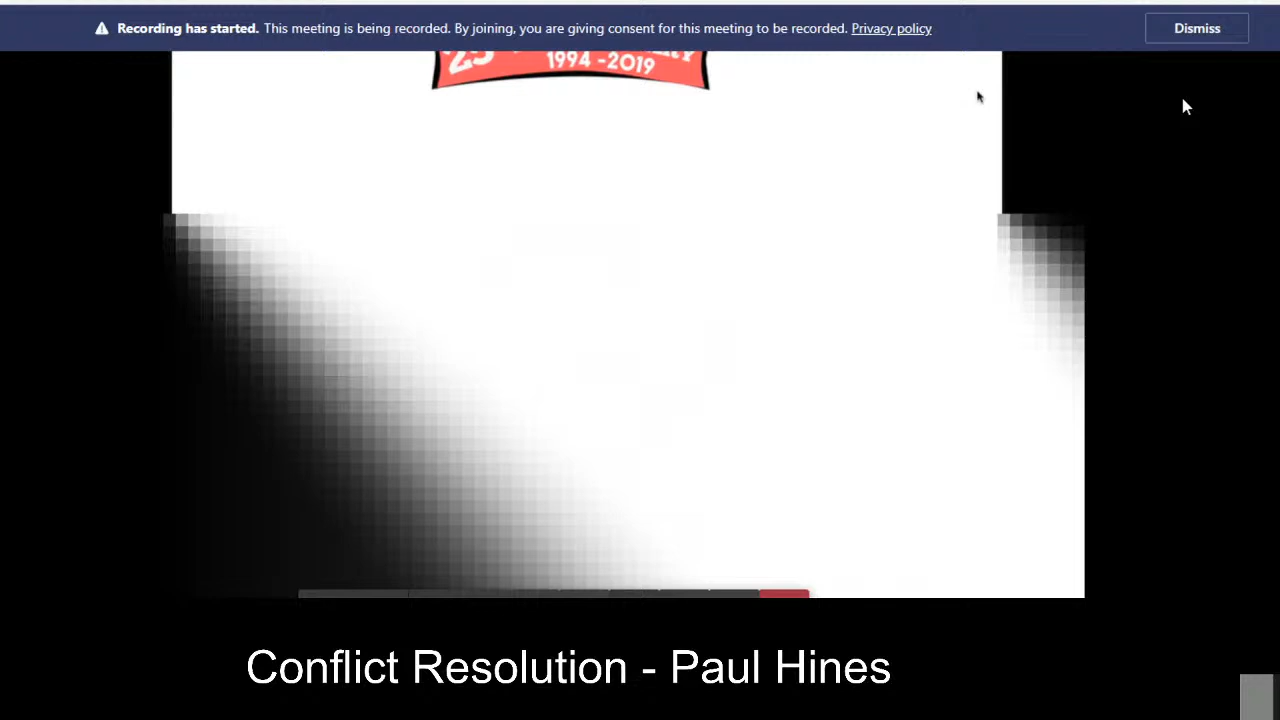 Recording has started. This meeting is being recorded. By joining, you are giving consent for this meeting to be recorded. Privacy policy
Dismiss
25
1994 -2019
Conflict Resolution - Paul Hines